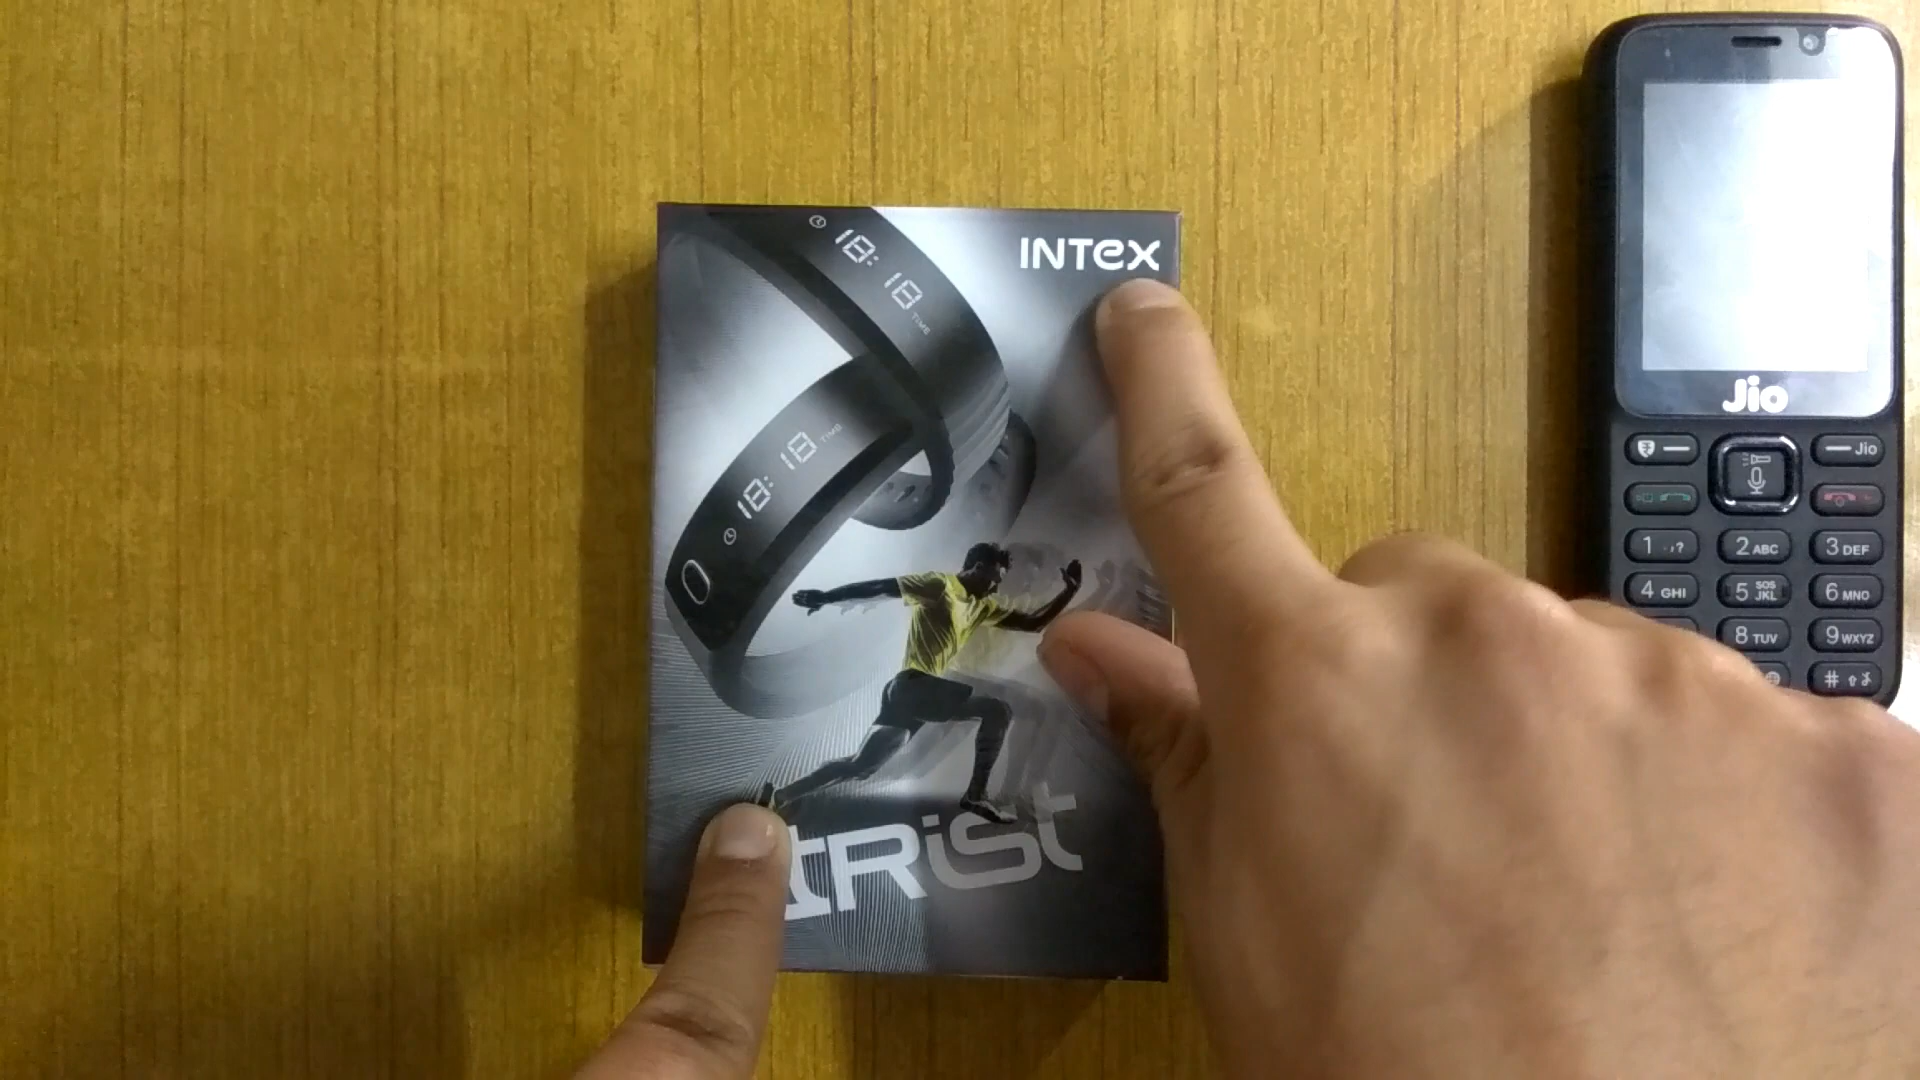 INTEX
18:18 TIME
18:18 TIME
Jio
Jio
1 .,?
2 ABC
3 DEF
4 GHI
5 SOS JKL
6 MNO
8 TUV
9 WXYZ
#